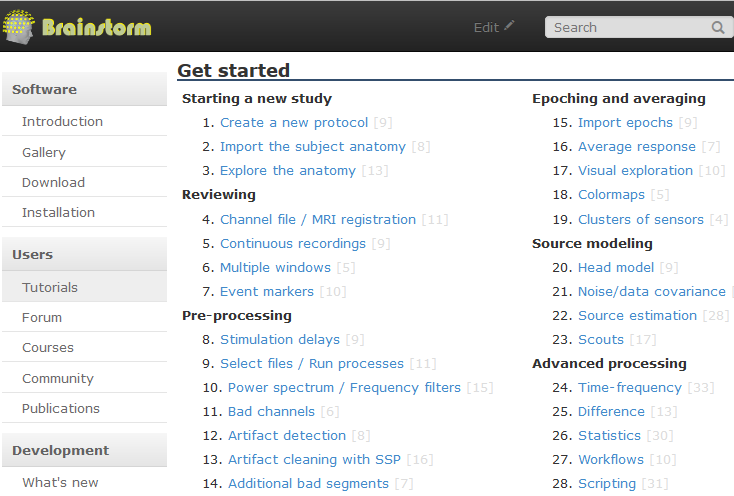 Brainstorm
Edit
Search
Software
Introduction
Gallery
Download
Installation
Users
Tutorials
Forum
Courses
Community
Publications
Development
What's new
Get started
Starting a new study
1. Create a new protocol [9]
2. Import the subject anatomy [8]
3. Explore the anatomy [13]
Reviewing
4. Channel file / MRI registration [11]
5. Continuous recordings [9]
6. Multiple windows [5]
7. Event markers [10]
Pre-processing
8. Stimulation delays [9]
9. Select files / Run processes [11]
10. Power spectrum / Frequency filters [15]
11. Bad channels [6]
12. Artifact detection [8]
13. Artifact cleaning with SSP [16]
14. Additional bad segments [7]
Epoching and averaging
15. Import epochs [9]
16. Average response [7]
17. Visual exploration [10]
18. Colormaps [5]
19. Clusters of sensors [4]
Source modeling
20. Head model [9]
21. Noise/data covariance [
22. Source estimation [28]
23. Scouts [17]
Advanced processing
24. Time-frequency [33]
25. Difference [13]
26. Statistics [30]
27. Workflows [10]
28. Scripting [31]